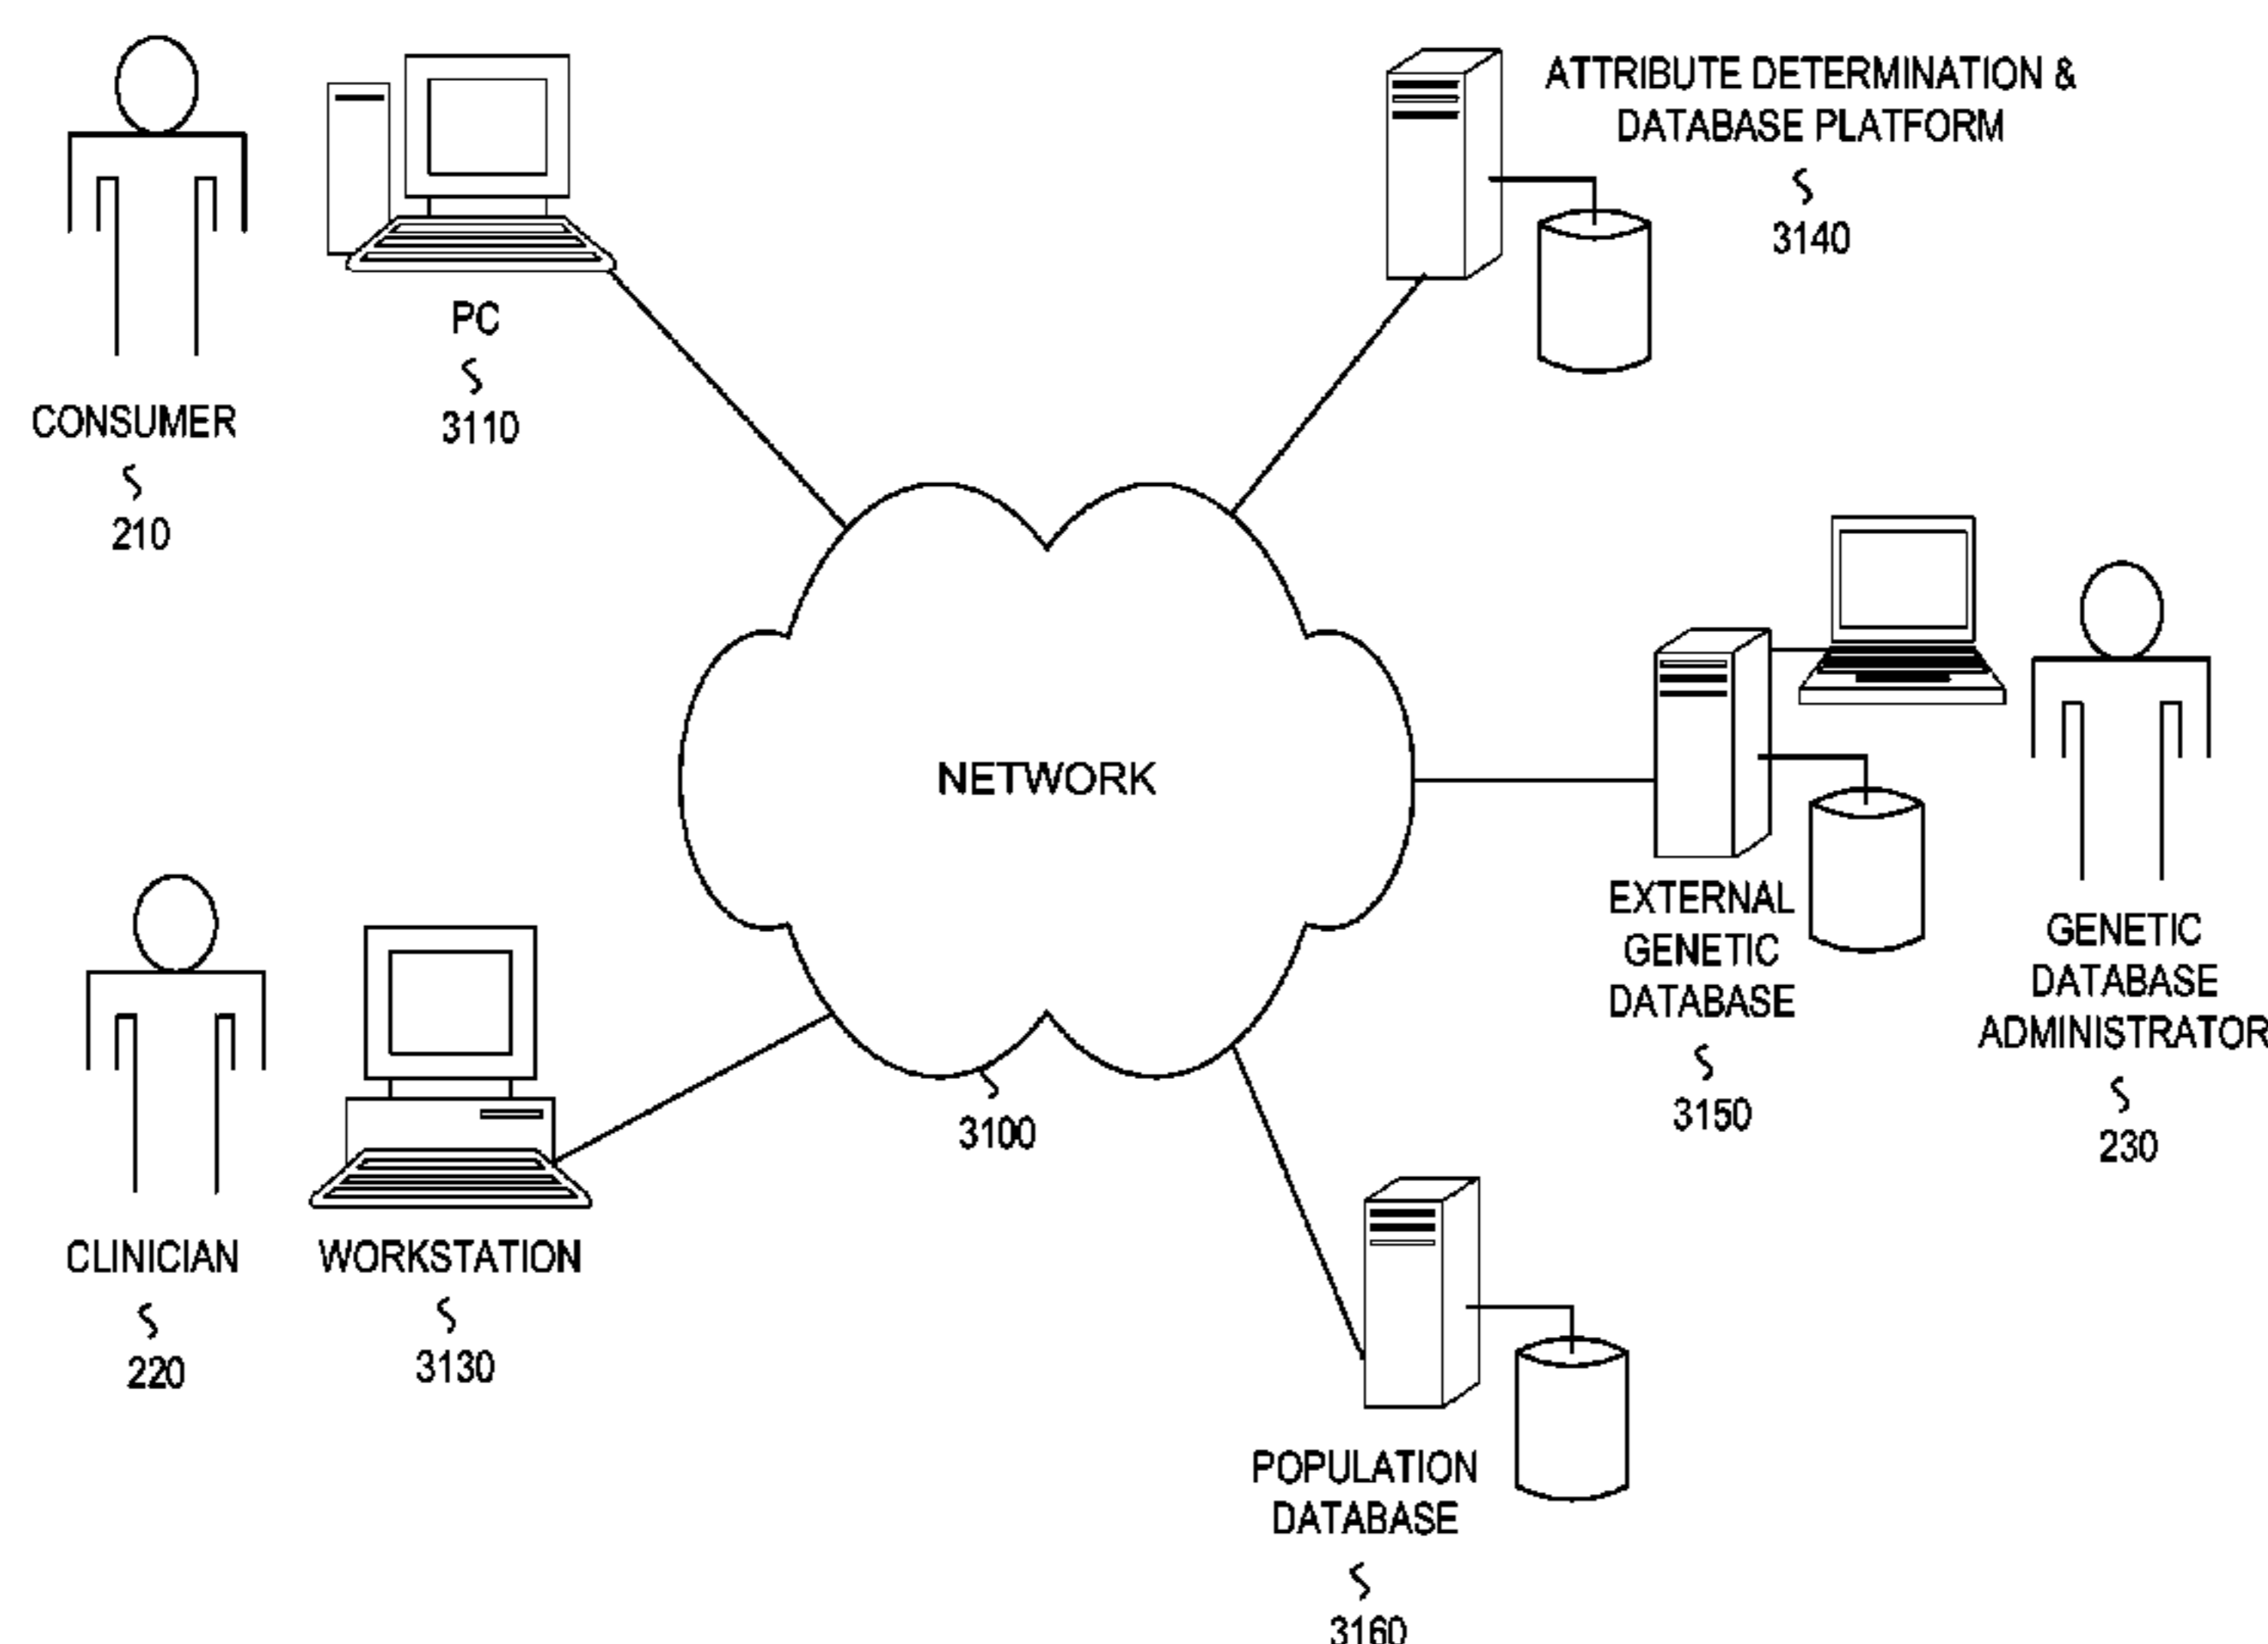 CONSUMER
210
PC
3110
ATTRIBUTE DETERMINATION &
DATABASE PLATFORM
3140
NETWORK
3100
EXTERNAL
GENETIC
DATABASE
3150
GENETIC
DATABASE
ADMINISTRATOR
230
CLINICIAN
220
WORKSTATION
3130
POPULATION
DATABASE
3160